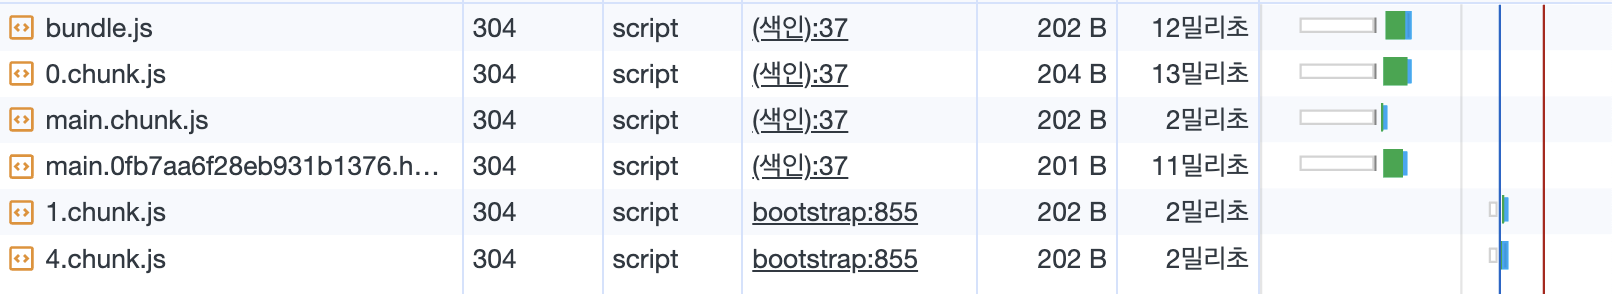 bundle.js 304 script (색인):37 202 B 12밀리초
0.chunk.js 304 script (색인):37 204 B 13밀리초
main.chunk.js 304 script (색인):37 202 B 2밀리초
main.0fb7aa6f28eb931b1376.h... 304 script (색인):37 201 B 11밀리초
1.chunk.js 304 script bootstrap:855 202 B 2밀리초
4.chunk.js 304 script bootstrap:855 202 B 2밀리초